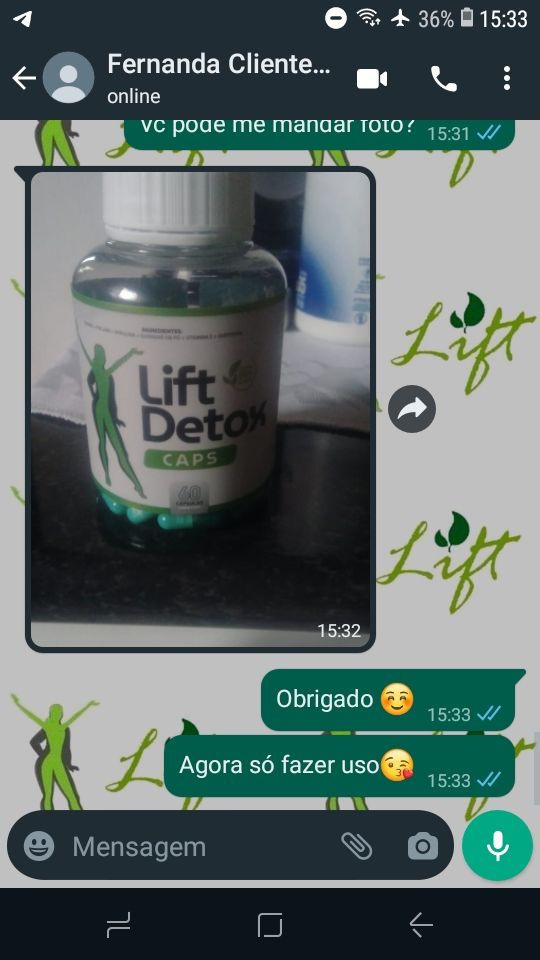 36% 15:33
Fernanda Cliente...
online
Vc pode me mandar foto? 15:31
INGREDIENTES:
Lift
Detox
CAPS
60
CÁPSULAS
15:32
Lift
Lift
Obrigado ☺️ 15:33
Agora só fazer uso😘 15:33
Mensagem